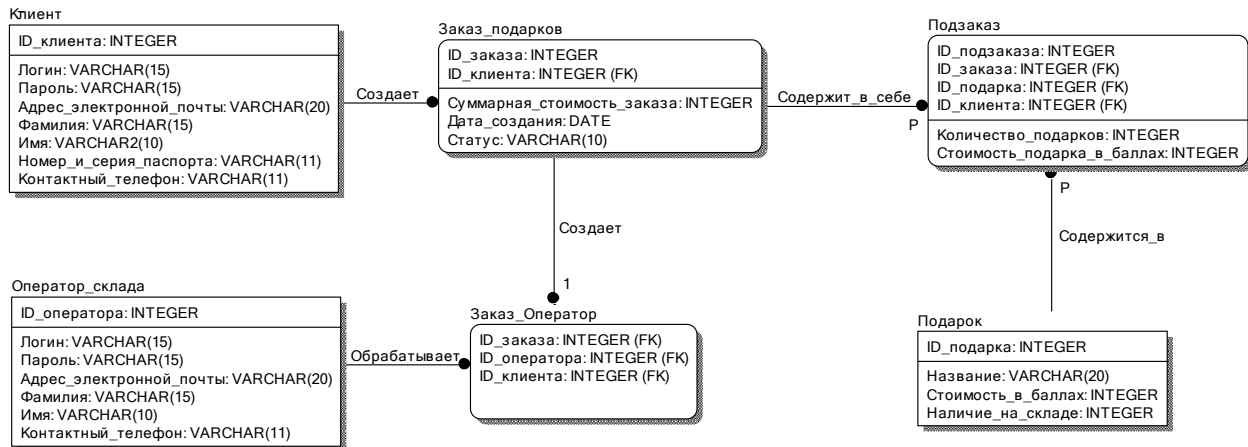 Клиент
ID_клиента: INTEGER
Логин: VARCHAR(15)
Пароль: VARCHAR(15)
Адрес_электронной_почты: VARCHAR(20)
Фамилия: VARCHAR(15)
Имя: VARCHAR2(10)
Номер_и_серия_паспорта: VARCHAR(11)
Контактный_телефон: VARCHAR(11)
Создает
Заказ_подарков
ID_заказа: INTEGER
ID_клиента: INTEGER (FK)
Суммарная_стоимость_заказа: INTEGER
Дата_создания: DATE
Статус: VARCHAR(10)
Содержит_в_себе
P
Подзаказ
ID_подзаказа: INTEGER
ID_заказа: INTEGER (FK)
ID_подарка: INTEGER (FK)
ID_клиента: INTEGER (FK)
Количество_подарков: INTEGER
Стоимость_подарка_в_баллах: INTEGER
P
Создает
Содержится_в
1
Оператор_склада
ID_оператора: INTEGER
Логин: VARCHAR(15)
Пароль: VARCHAR(15)
Адрес_электронной_почты: VARCHAR(20)
Фамилия: VARCHAR(15)
Имя: VARCHAR(10)
Контактный_телефон: VARCHAR(11)
Обрабатывает
Заказ_Оператор
ID_заказа: INTEGER (FK)
ID_оператора: INTEGER (FK)
ID_клиента: INTEGER (FK)
Подарок
ID_подарка: INTEGER
Название: VARCHAR(20)
Стоимость_в_баллах: INTEGER
Наличие_на_складе: INTEGER